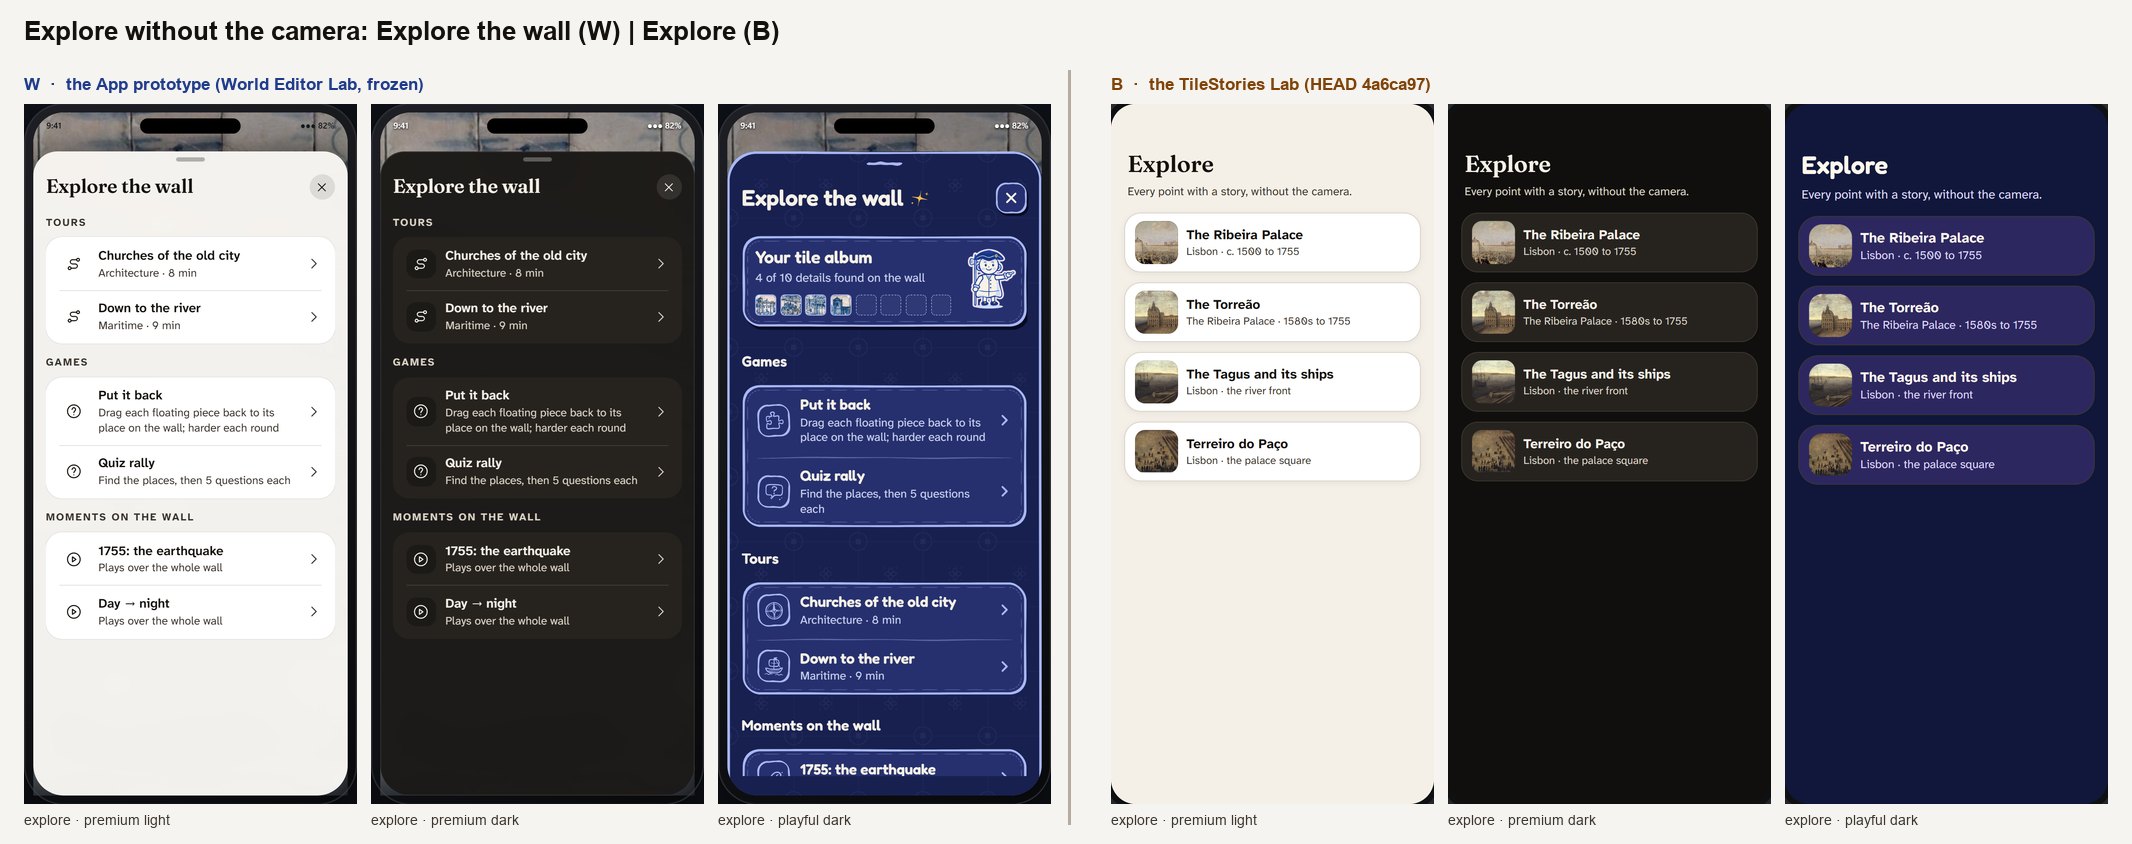 Explore without the camera: Explore the wall (W) | Explore (B)
W · the App prototype (World Editor Lab, frozen)
9:41
82%
Explore the wall
TOURS
Churches of the old city
Architecture · 8 min
Down to the river
Maritime · 9 min
GAMES
Put it back
Drag each floating piece back to its
place on the wall; harder each round
Quiz rally
Find the places, then 5 questions each
MOMENTS ON THE WALL
1755: the earthquake
Plays over the whole wall
Day → night
Plays over the whole wall
explore · premium light
9:41
82%
Explore the wall
TOURS
Churches of the old city
Architecture · 8 min
Down to the river
Maritime · 9 min
GAMES
Put it back
Drag each floating piece back to its
place on the wall; harder each round
Quiz rally
Find the places, then 5 questions each
MOMENTS ON THE WALL
1755: the earthquake
Plays over the whole wall
Day → night
Plays over the whole wall
explore · premium dark
9:41
82%
Explore the wall
Your tile album
4 of 10 details found on the wall
Games
Put it back
Drag each floating piece back to its
place on the wall; harder each round
Quiz rally
Find the places, then 5 questions
each
Tours
Churches of the old city
Architecture · 8 min
Down to the river
Maritime · 9 min
Moments on the wall
1755: the earthquake
explore · playful dark
B · the TileStories Lab (HEAD 4a6ca97)
Explore
Every point with a story, without the camera.
The Ribeira Palace
Lisbon · c. 1500 to 1755
The Torreão
The Ribeira Palace · 1580s to 1755
The Tagus and its ships
Lisbon · the river front
Terreiro do Paço
Lisbon · the palace square
explore · premium light
Explore
Every point with a story, without the camera.
The Ribeira Palace
Lisbon · c. 1500 to 1755
The Torreão
The Ribeira Palace · 1580s to 1755
The Tagus and its ships
Lisbon · the river front
Terreiro do Paço
Lisbon · the palace square
explore · premium dark
Explore
Every point with a story, without the camera.
The Ribeira Palace
Lisbon · c. 1500 to 1755
The Torreão
The Ribeira Palace · 1580s to 1755
The Tagus and its ships
Lisbon · the river front
Terreiro do Paço
Lisbon · the palace square
explore · playful dark